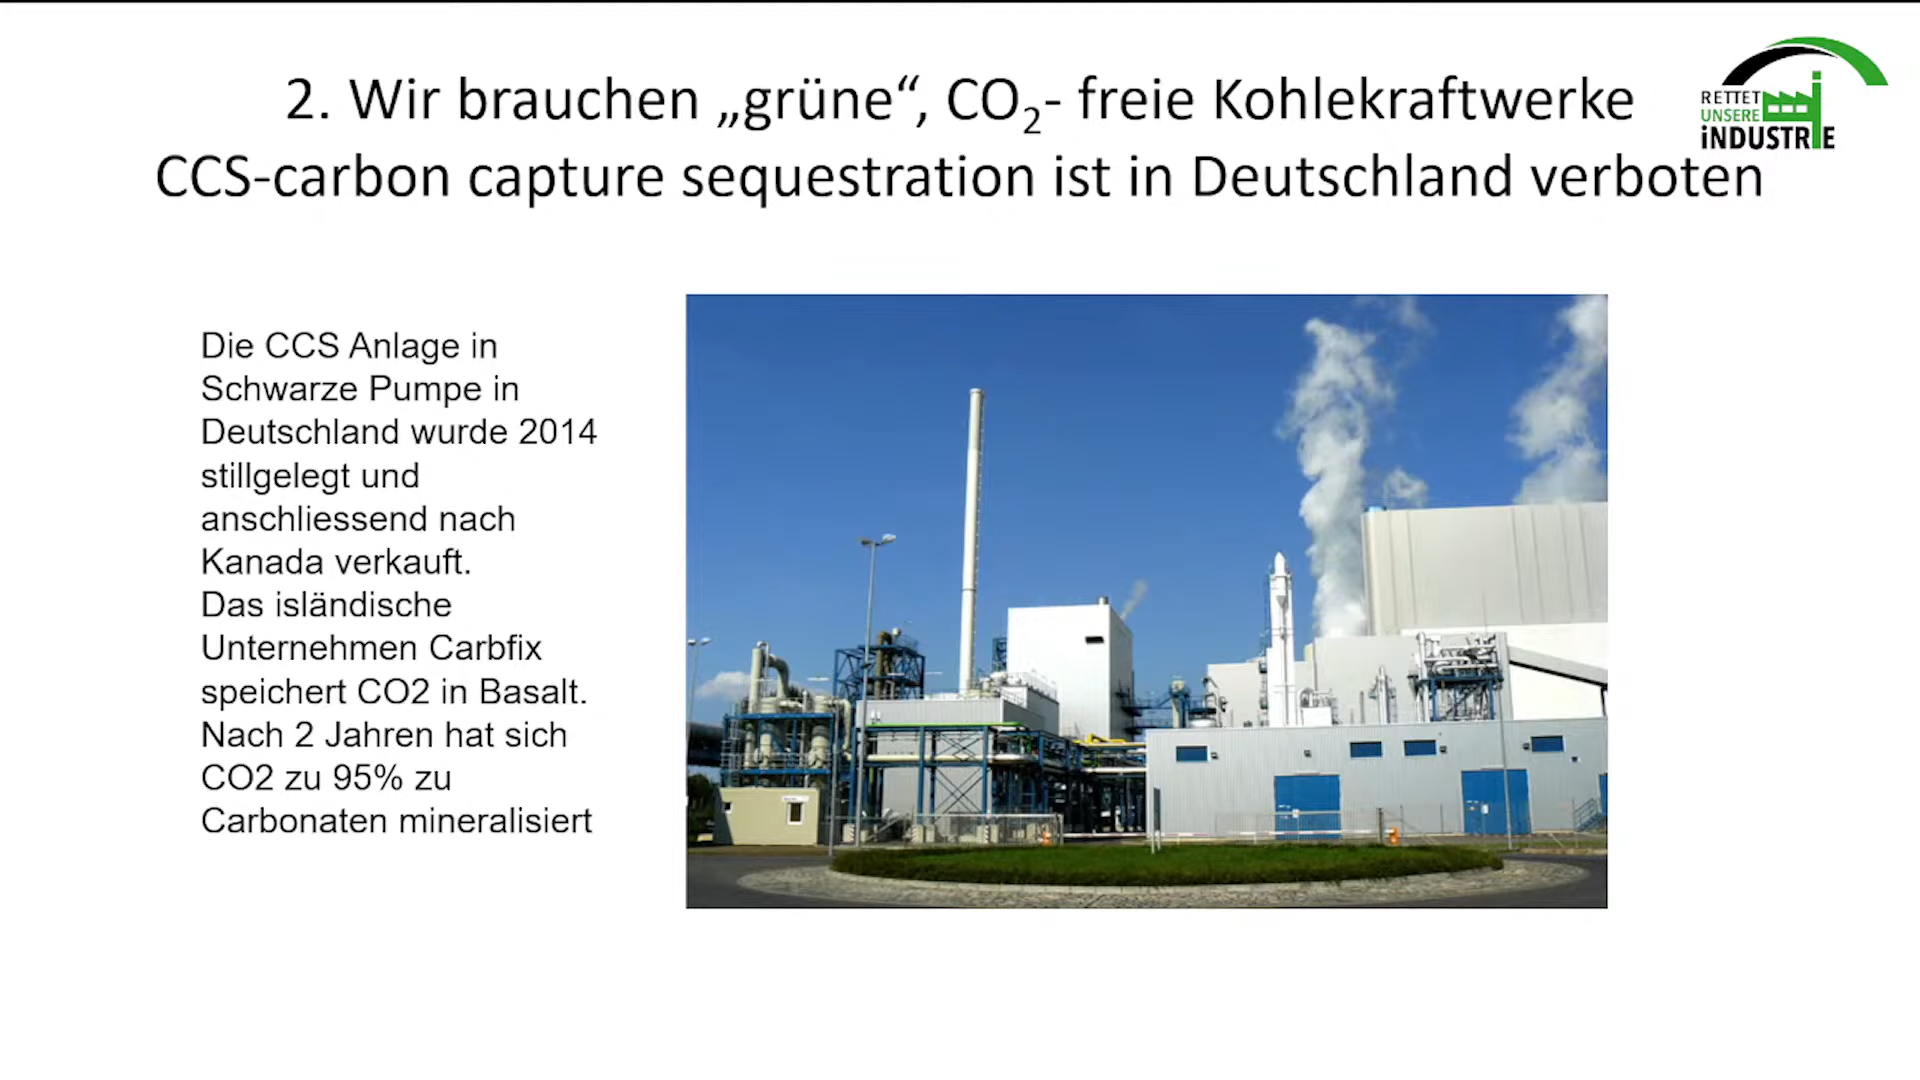 2. Wir brauchen „grüne“, CO₂- freie Kohlekraftwerke
CCS-carbon capture sequestration ist in Deutschland verboten
RETTET
UNSERE
iNDUSTRiE
Die CCS Anlage in
Schwarze Pumpe in
Deutschland wurde 2014
stillgelegt und
anschliessend nach
Kanada verkauft.
Das isländische
Unternehmen Carbfix
speichert CO2 in Basalt.
Nach 2 Jahren hat sich
CO2 zu 95% zu
Carbonaten mineralisiert